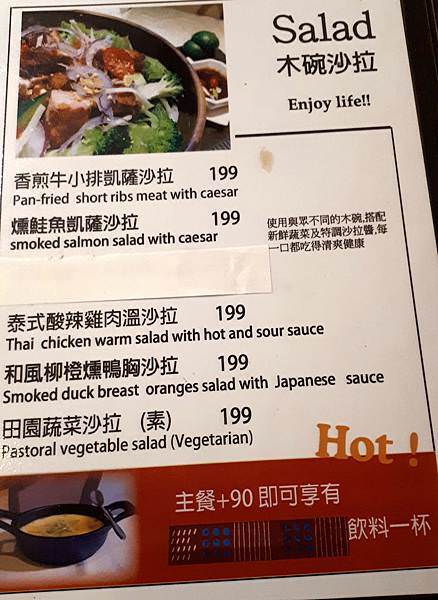 Salad
木碗沙拉
Enjoy life!!
香煎牛小排凱薩沙拉 199
Pan-fried short ribs meat with caesar
燻鮭魚凱薩沙拉 199
smoked salmon salad with caesar
使用與眾不同的木碗,搭配
新鮮蔬菜及特調沙拉醬,每
一口都吃得清爽健康
泰式酸辣雞肉溫沙拉 199
Thai chicken warm salad with hot and sour sauce
和風柳橙燻鴨胸沙拉 199
Smoked duck breast oranges salad with Japanese sauce
田園蔬菜沙拉 (素) 199
Pastoral vegetable salad (Vegetarian)
Hot !
主餐+90 即可享有
飲料一杯